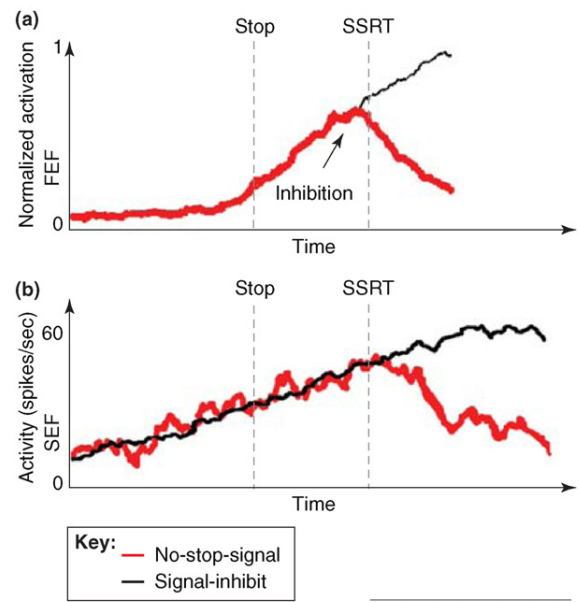 (a)
Stop SSRT
1
Normalized activation
FEF
Inhibition
0
Time
(b)
Stop SSRT
60
Activity (spikes/sec)
SEF
0
Time
Key:
No-stop-signal
Signal-inhibit